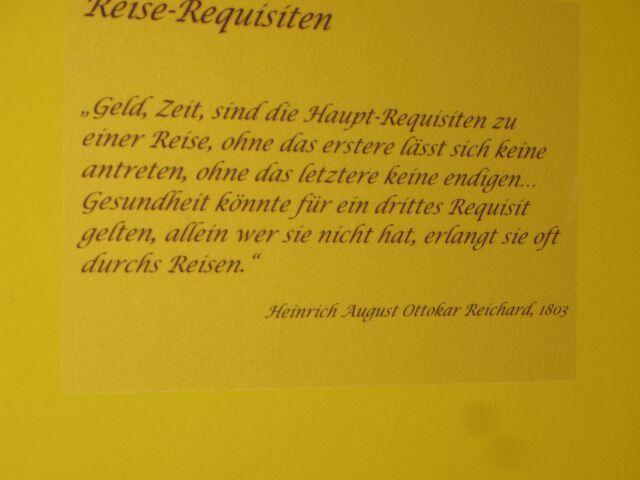 Reise-Requisiten
„Geld, Zeit, sind die Haupt-Requisiten zu
einer Reise, ohne das erstere lässt sich keine
antreten, ohne das letztere keine endigen...
Gesundheit könnte für ein drittes Requisit
gelten, allein wer sie nicht hat, erlangt sie oft
durchs Reisen.“
Heinrich August Ottokar Reichard, 1803